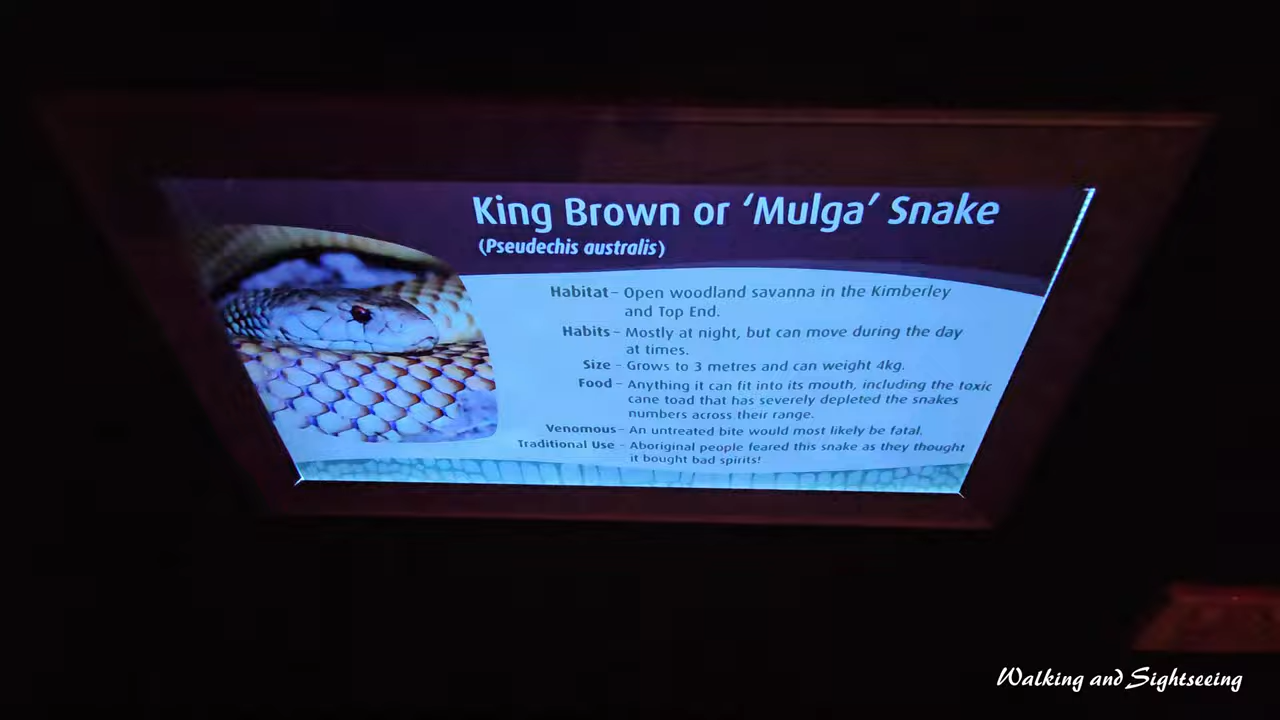 King Brown or ‘Mulga’ Snake
(Pseudechis australis)
Habitat – Open woodland savanna in the Kimberley
and Top End.
Habits – Mostly at night, but can move during the day
at times.
Size – Grows to 3 metres and can weight 4kg.
Food – Anything it can fit into its mouth, including the toxic
cane toad that has severely depleted the snakes
numbers across their range.
Venomous – An untreated bite would most likely be fatal.
Traditional Use – Aboriginal people feared this snake as they thought
it bought bad spirits!
Walking and Sightseeing